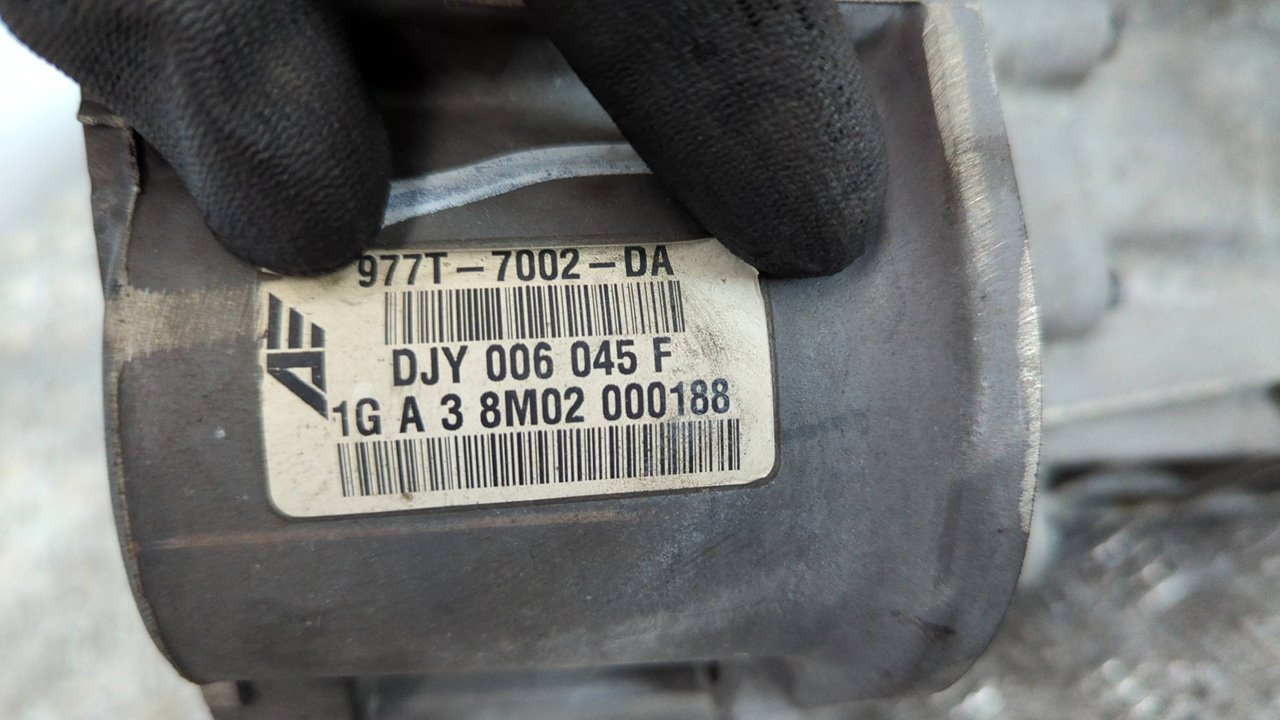 977T-7002-DA
DJY 006 045 F
1G A 3 8M02 000188